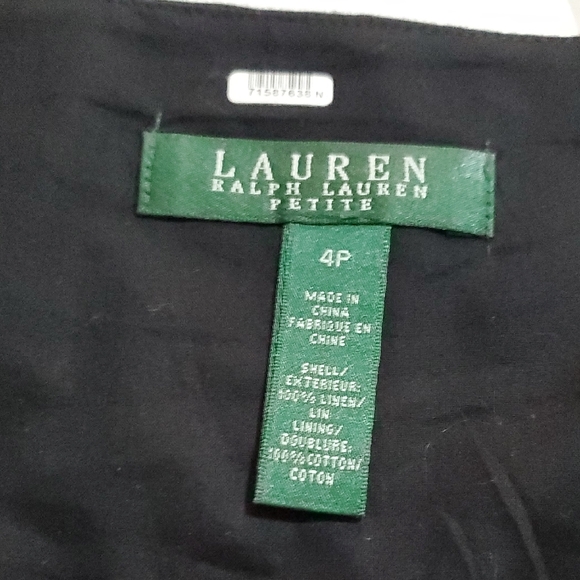 71587636 N
LAUREN
RALPH LAUREN
PETITE
4P
MADE IN
CHINA
FABRIQUE EN
CHINE
SHELL/
EXTERIEUR:
100% LINEN/
LIN
LINING/
DOUBLURE:
100% COTTON/
COTON